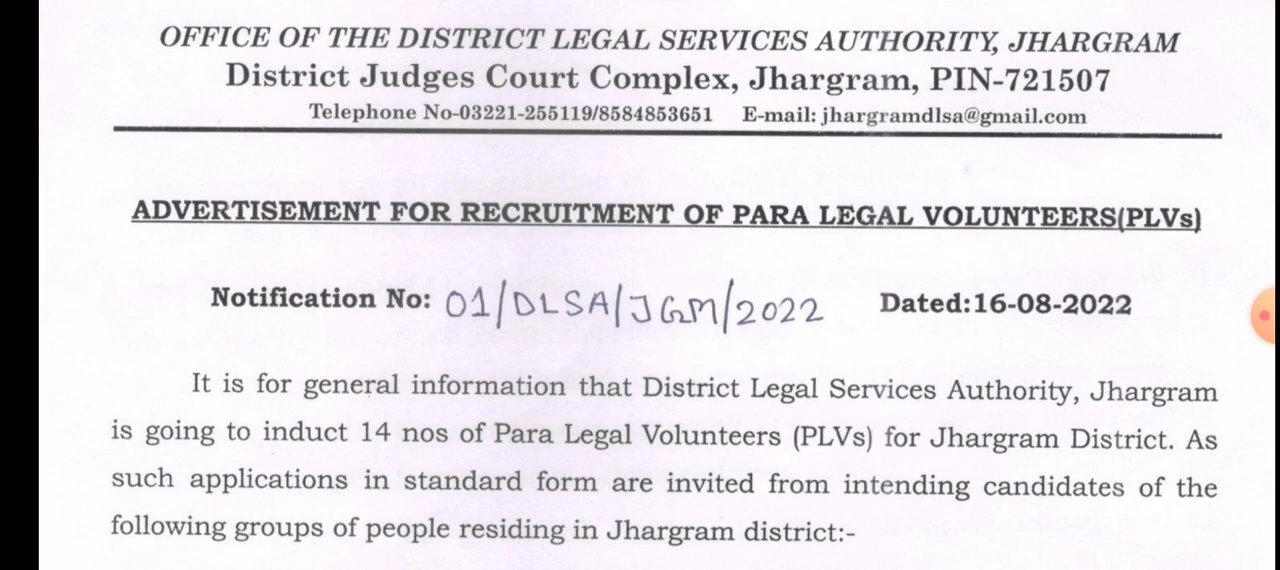 OFFICE OF THE DISTRICT LEGAL SERVICES AUTHORITY, JHARGRAM
District Judges Court Complex, Jhargram, PIN-721507
Telephone No-03221-255119/8584853651 E-mail: jhargramdlsa@gmail.com
ADVERTISEMENT FOR RECRUITMENT OF PARA LEGAL VOLUNTEERS(PLVs)
Notification No: 01/DLSA/JGM/2022 Dated:16-08-2022
It is for general information that District Legal Services Authority, Jhargram
is going to induct 14 nos of Para Legal Volunteers (PLVs) for Jhargram District. As
such applications in standard form are invited from intending candidates of the
following groups of people residing in Jhargram district:-